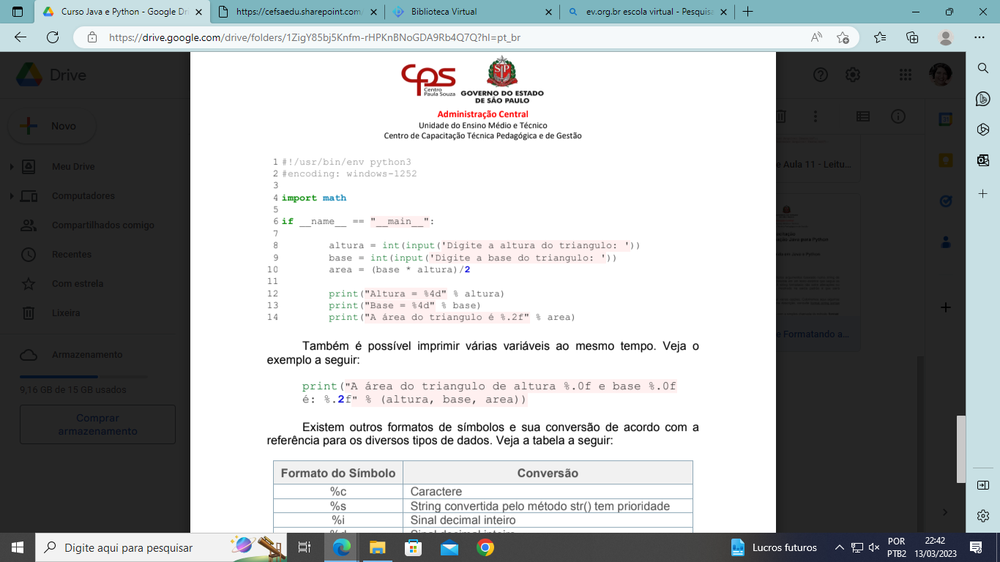 Curso Java e Python - Google Dri
https://cefsaedu.sharepoint.com/
Biblioteca Virtual
ev.org.br escola virtual - Pesquisa
https://drive.google.com/drive/folders/1ZigY85bj5Knfm-rHPKnBNoGDA9Rb4Q7Q?hl=pt_br
Drive
Novo
Meu Drive
Computadores
Compartilhados comigo
Recentes
Com estrela
Lixeira
Armazenamento
9,16 GB de 15 GB usados
Comprar
armazenamento
cps
Centro
Paula Souza
SP
GOVERNO DO ESTADO
DE SÃO PAULO
Administração Central
Unidade do Ensino Médio e Técnico
Centro de Capacitação Técnica Pedagógica e de Gestão
1 #!/usr/bin/env python3
2 #encoding: windows-1252
3
4 import math
5
6 if __name__ == "__main__":
7
8 altura = int(input('Digite a altura do triangulo: '))
9 base = int(input('Digite a base do triangulo: '))
10 area = (base * altura)/2
11
12 print("Altura = %4d" % altura)
13 print("Base = %4d" % base)
14 print("A área do triangulo é %.2f" % area)
Também é possível imprimir várias variáveis ao mesmo tempo. Veja o
exemplo a seguir:
print("A área do triangulo de altura %.0f e base %.0f
é: %.2f" % (altura, base, area))
Existem outros formatos de símbolos e sua conversão de acordo com a
referência para os diversos tipos de dados. Veja a tabela a seguir:
Formato do Símbolo Conversão
%c Caractere
%s String convertida pelo método str() tem prioridade
%i Sinal decimal inteiro
%d Sinal decimal inteiro
e Aula 11 - Leitu...
e Formatando a...
Digite aqui para pesquisar
Lucros futuros
POR
PTB2
22:42
13/03/2023